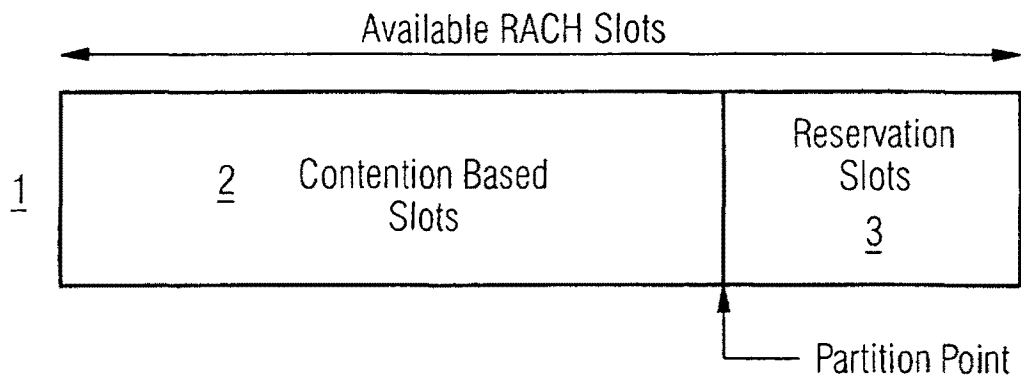 Available RACH Slots
1
2
Contention Based
Slots
Reservation
Slots
3
Partition Point